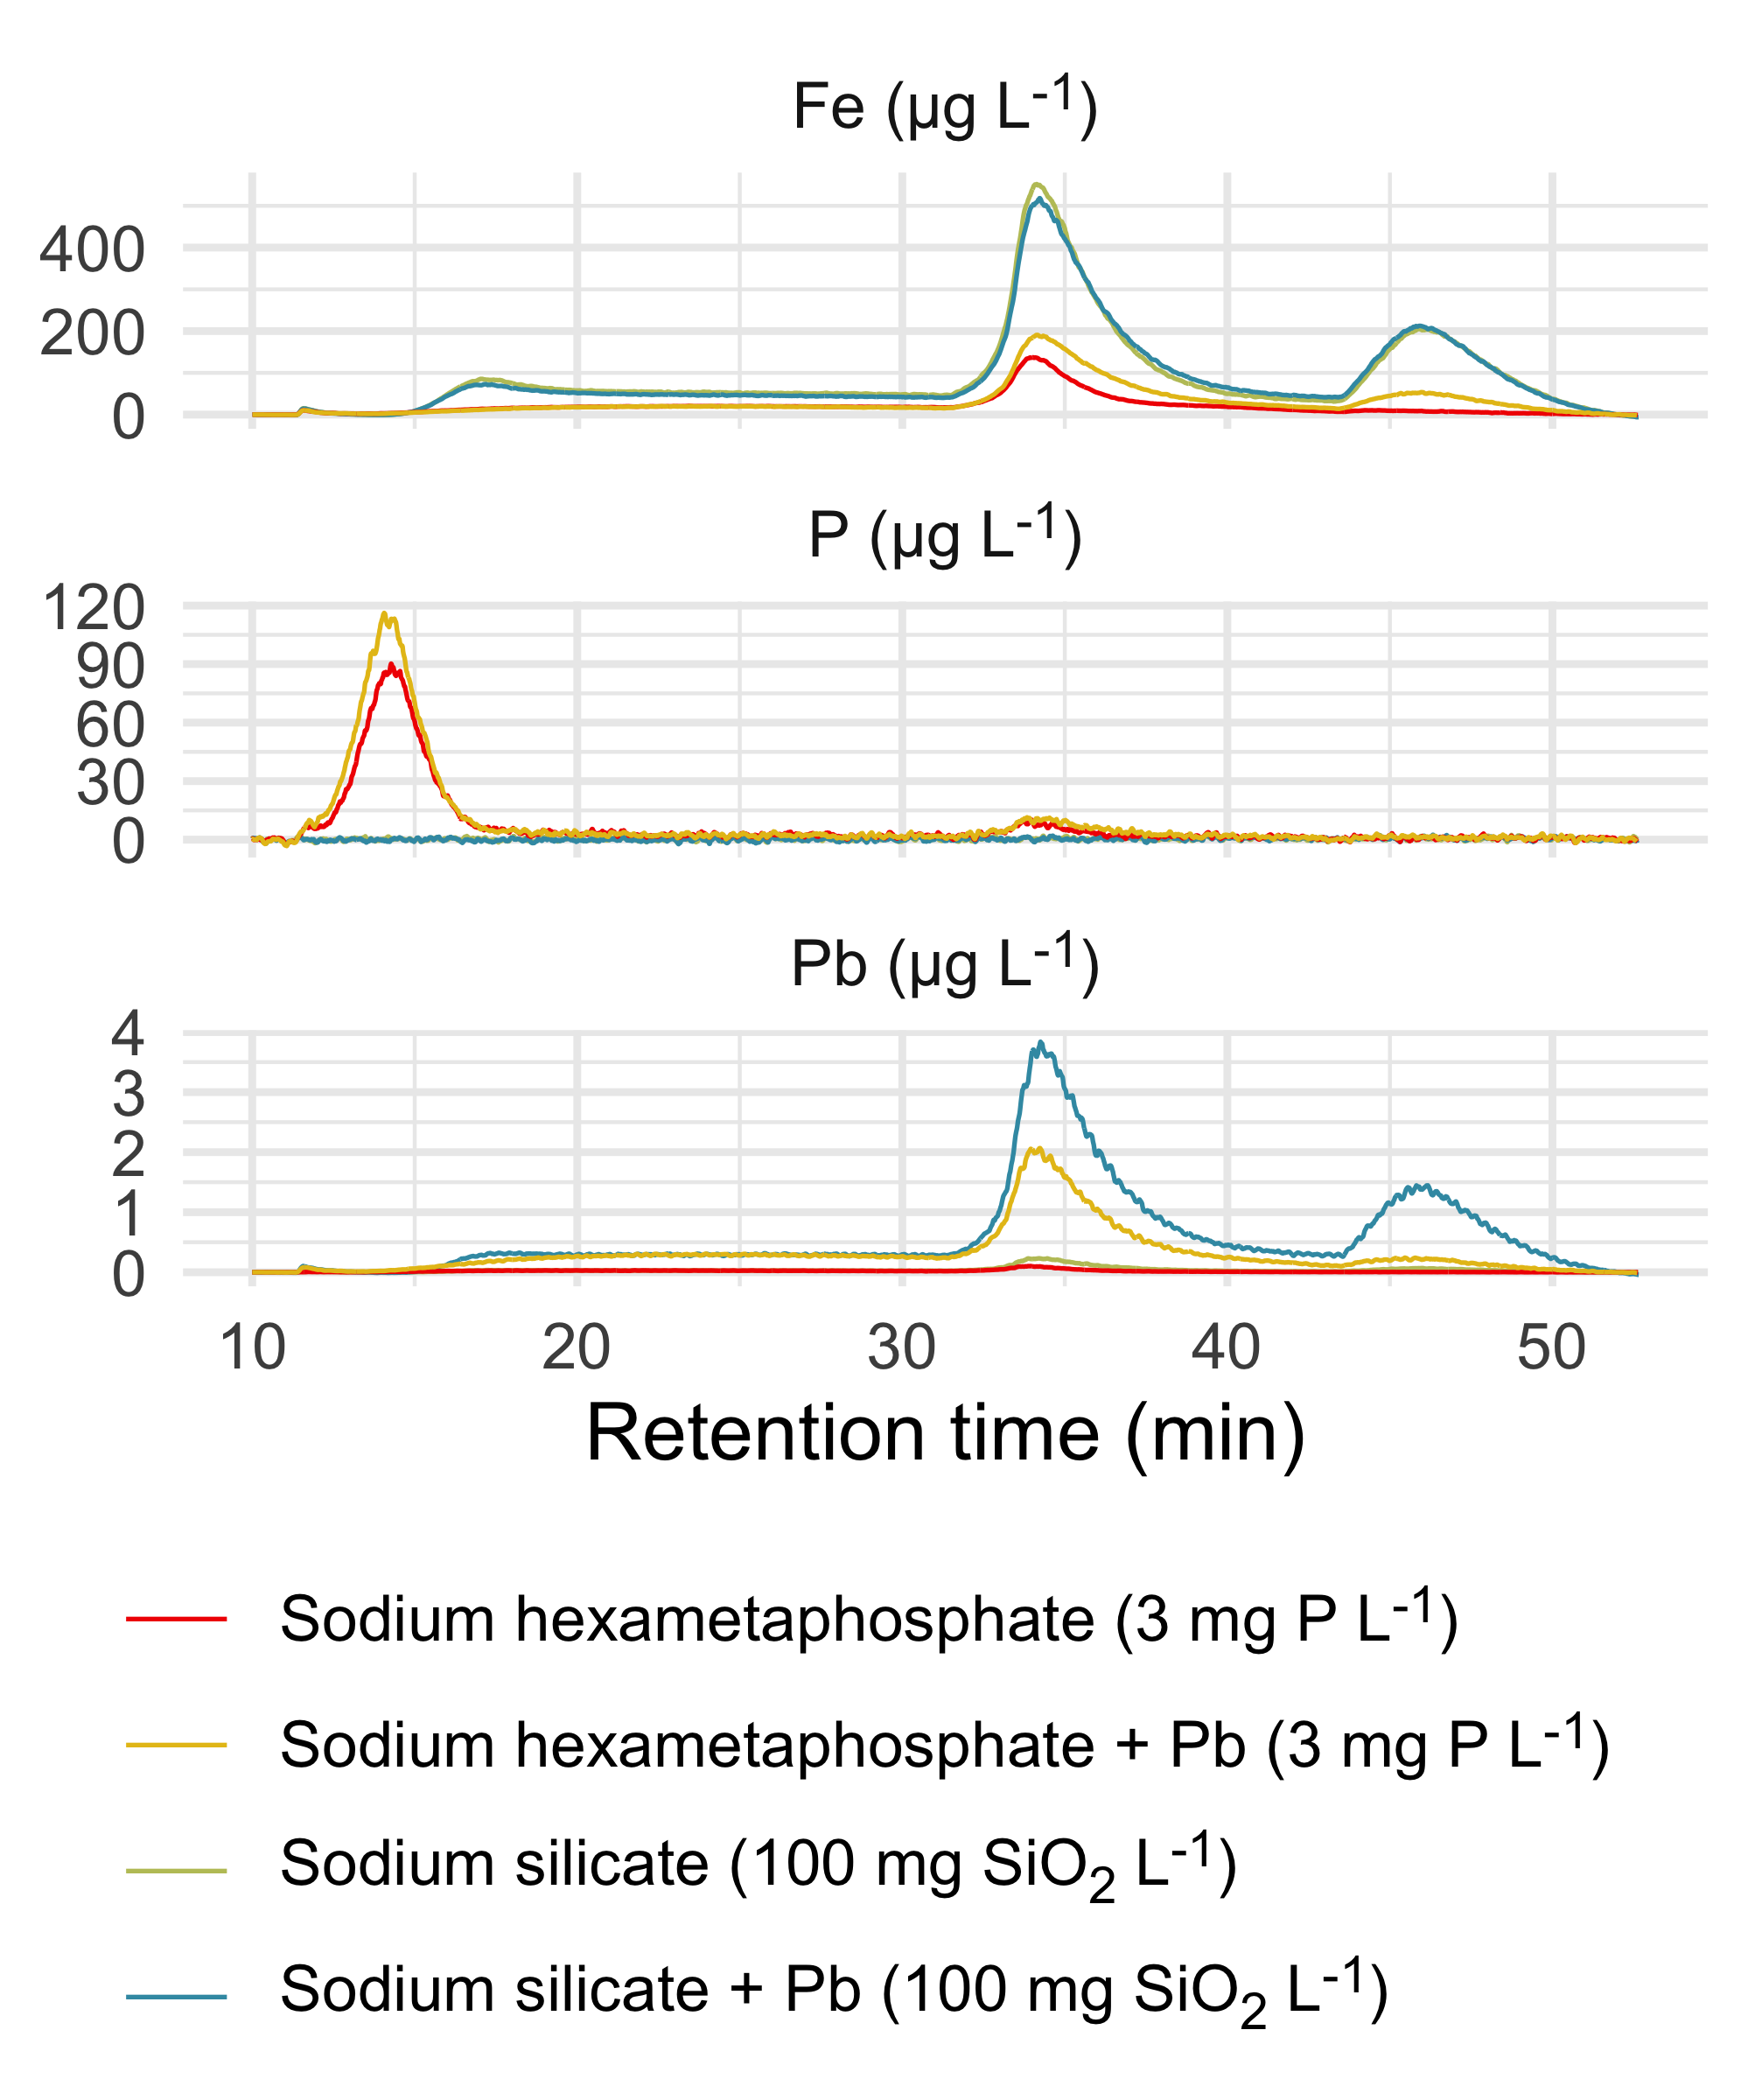 Fe (µg L-1)
400
200
0
P (µg L-1)
120
90
60
30
0
Pb (µg L-1)
4
3
2
1
0
10 20 30 40 50
Retention time (min)
Sodium hexametaphosphate (3 mg P L-1)
Sodium hexametaphosphate + Pb (3 mg P L-1)
Sodium silicate (100 mg SiO2 L-1)
Sodium silicate + Pb (100 mg SiO2 L-1)